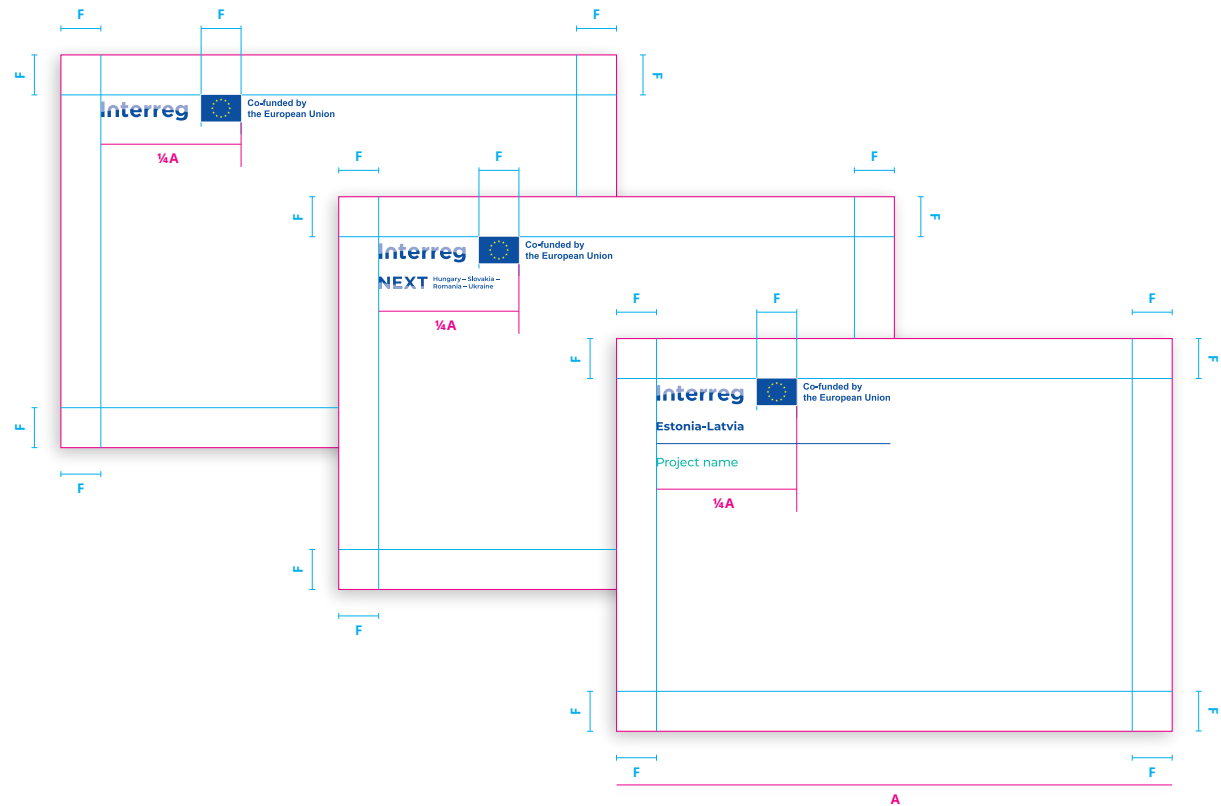 F F F
F F
Interreg Co-funded by
the European Union
¼A
F F F
F F
Interreg Co-funded by
the European Union
NEXT Hungary – Slovakia –
Romania – Ukraine
¼A
F F F
F F
Interreg Co-funded by
the European Union
Estonia-Latvia
Project name
¼A
F
F
F
F
F F
F F
A